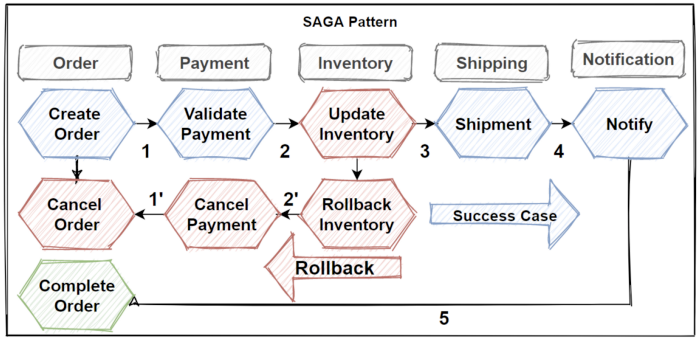 SAGA Pattern
Order
Payment
Inventory
Shipping
Notification
Create
Order
1
Validate
Payment
2
Update
Inventory
3
Shipment
4
Notify
Cancel
Order
1'
Cancel
Payment
2'
Rollback
Inventory
Success Case
Rollback
Complete
Order
5